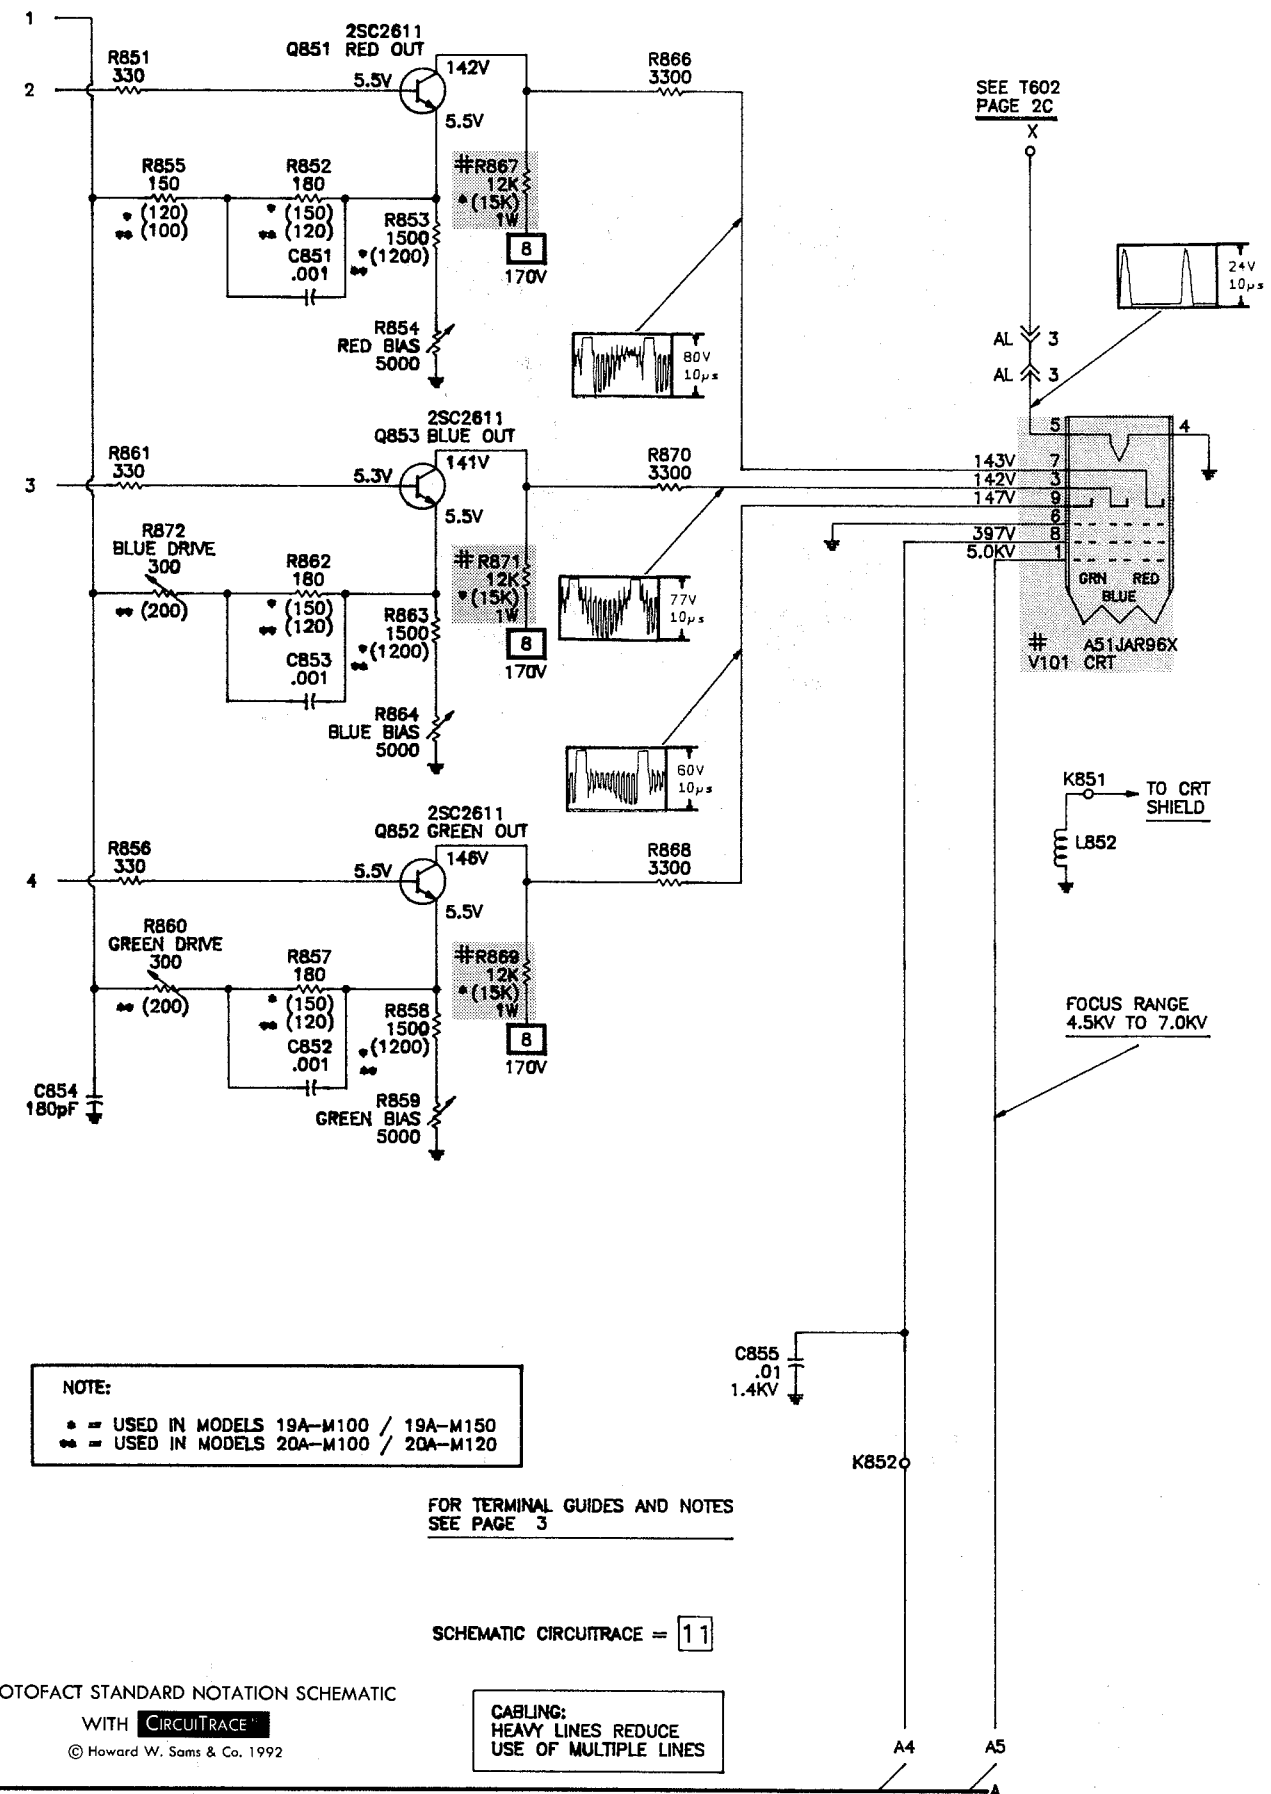 1
2SC2611
Q851 RED OUT
R851
330
5.5V
142V
R866
3300
2
5.5V
SEE T602
PAGE 2C
X
R855
150
* (120)
** (100)
R852
180
* (150)
** (120)
C851
.001
R853
1500
* (1200)
**
#R867
12K
*(15K)
1W
8
170V
R854
RED BIAS
5000
80V
10µs
24V
10µs
AL 3
AL 3
2SC2611
Q853 BLUE OUT
R861
330
5.3V
141V
R870
3300
3
5.5V
5
4
143V 7
142V 3
147V 9
6
397V 8
5.0KV 1
GRN RED
BLUE
# A51JAR96X
V101 CRT
R872
BLUE DRIVE
300
** (200)
R862
180
* (150)
** (120)
C853
.001
R863
1500
* (1200)
**
# R871
12K
*(15K)
1W
8
170V
77V
10µs
R864
BLUE BIAS
5000
60V
10µs
K851
TO CRT
SHIELD
L852
2SC2611
Q852 GREEN OUT
R856
330
5.5V
146V
R868
3300
4
5.5V
R860
GREEN DRIVE
300
** (200)
R857
180
* (150)
** (120)
C852
.001
R858
1500
* (1200)
**
#R869
12K
*(15K)
1W
8
170V
FOCUS RANGE
4.5KV TO 7.0KV
C854
180pF
R859
GREEN BIAS
5000
C855
.01
1.4KV
NOTE:
* = USED IN MODELS 19A-M100 / 19A-M150
** = USED IN MODELS 20A-M100 / 20A-M120
K852
FOR TERMINAL GUIDES AND NOTES
SEE PAGE 3
SCHEMATIC CIRCUITRACE = 11
OTOFACT STANDARD NOTATION SCHEMATIC
WITH CIRCUITRACE
© Howard W. Sams & Co. 1992
CABLING:
HEAVY LINES REDUCE
USE OF MULTIPLE LINES
A4 A5
A